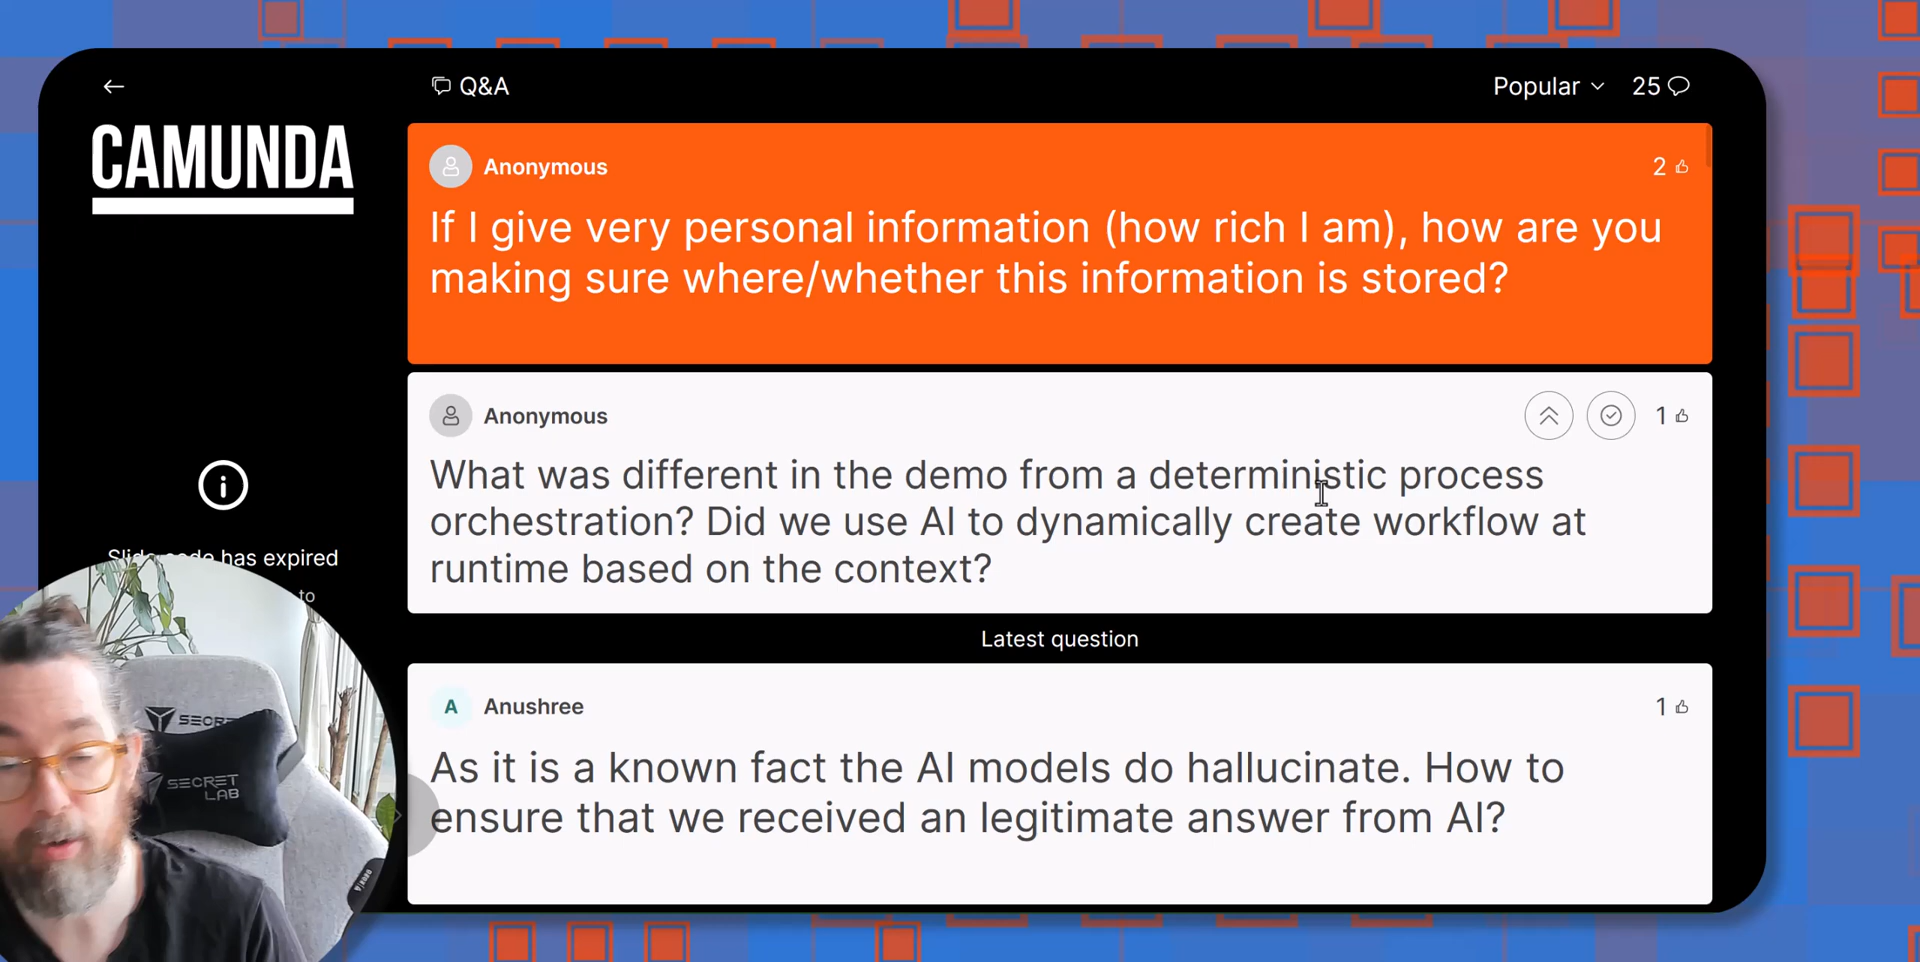 Q&A
Popular
25
CAMUNDA
Anonymous
2
If I give very personal information (how rich I am), how are you
making sure where/whether this information is stored?
Anonymous
1
What was different in the demo from a deterministic process
orchestration? Did we use AI to dynamically create workflow at
runtime based on the context?
has expired
to
Latest question
A
Anushree
1
As it is a known fact the AI models do hallucinate. How to
ensure that we received an legitimate answer from AI?
SECRET
LAB